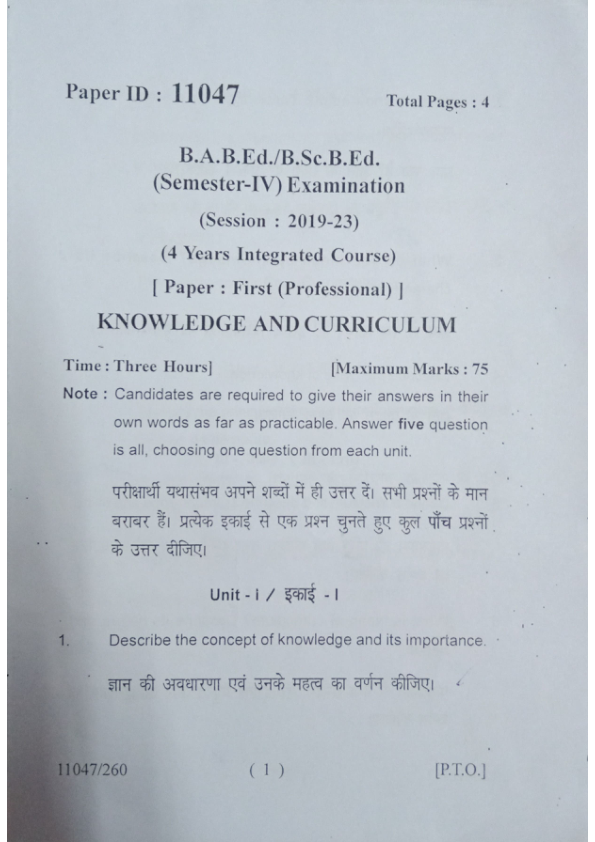 Paper ID : 11047
Total Pages : 4
B.A.B.Ed./B.Sc.B.Ed.
(Semester-IV) Examination
(Session : 2019-23)
(4 Years Integrated Course)
[ Paper : First (Professional) ]
KNOWLEDGE AND CURRICULUM
Time : Three Hours]
[Maximum Marks : 75
Note : Candidates are required to give their answers in their
own words as far as practicable. Answer five question
is all, choosing one question from each unit.
परीक्षार्थी यथासंभव अपने शब्दों में ही उत्तर दें। सभी प्रश्नों के मान
बराबर हैं। प्रत्येक इकाई से एक प्रश्न चुनते हुए कुल पाँच प्रश्नों
के उत्तर दीजिए।
Unit - i / इकाई - I
1. Describe the concept of knowledge and its importance.
ज्ञान की अवधारणा एवं उनके महत्व का वर्णन कीजिए।
11047/260
( 1 )
[P.T.O.]